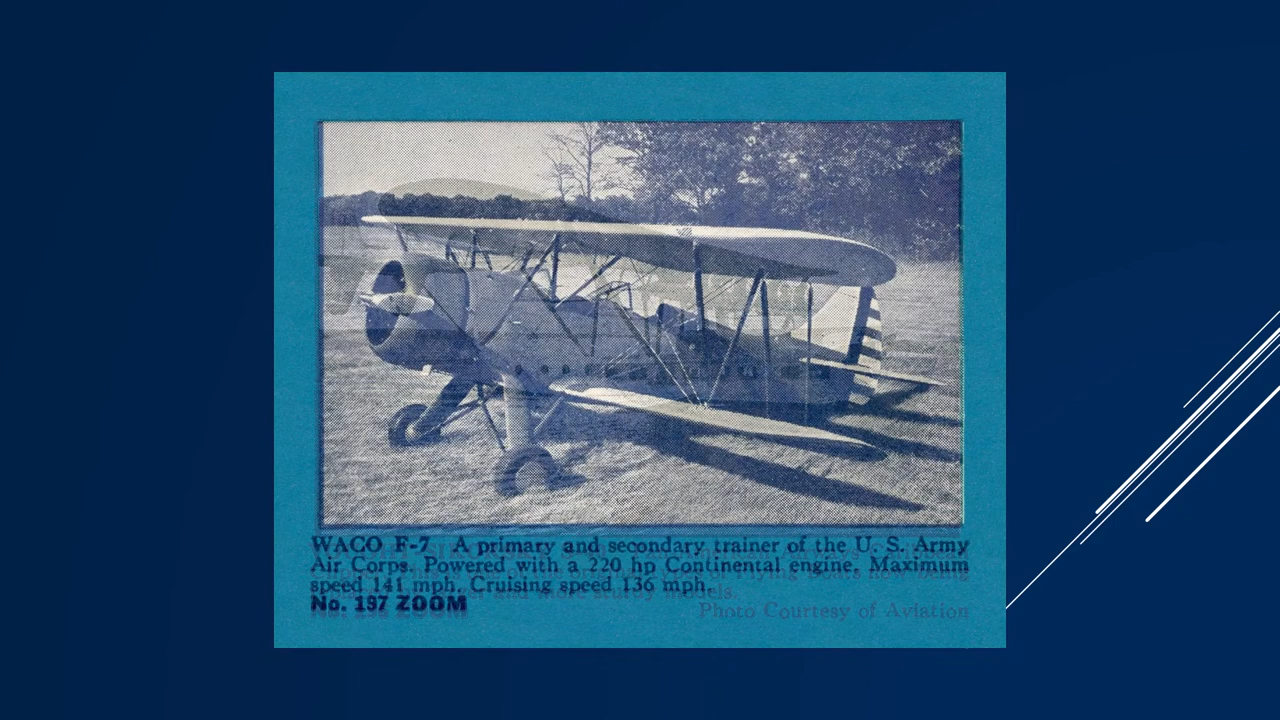 WACO F-7 A primary and secondary trainer of the U. S. Army
Air Corps. Powered with a 220 hp Continental engine. Maximum
speed 141 mph. Cruising speed 136 mph.
No. 197 ZOOM
Photo Courtesy of Aviation